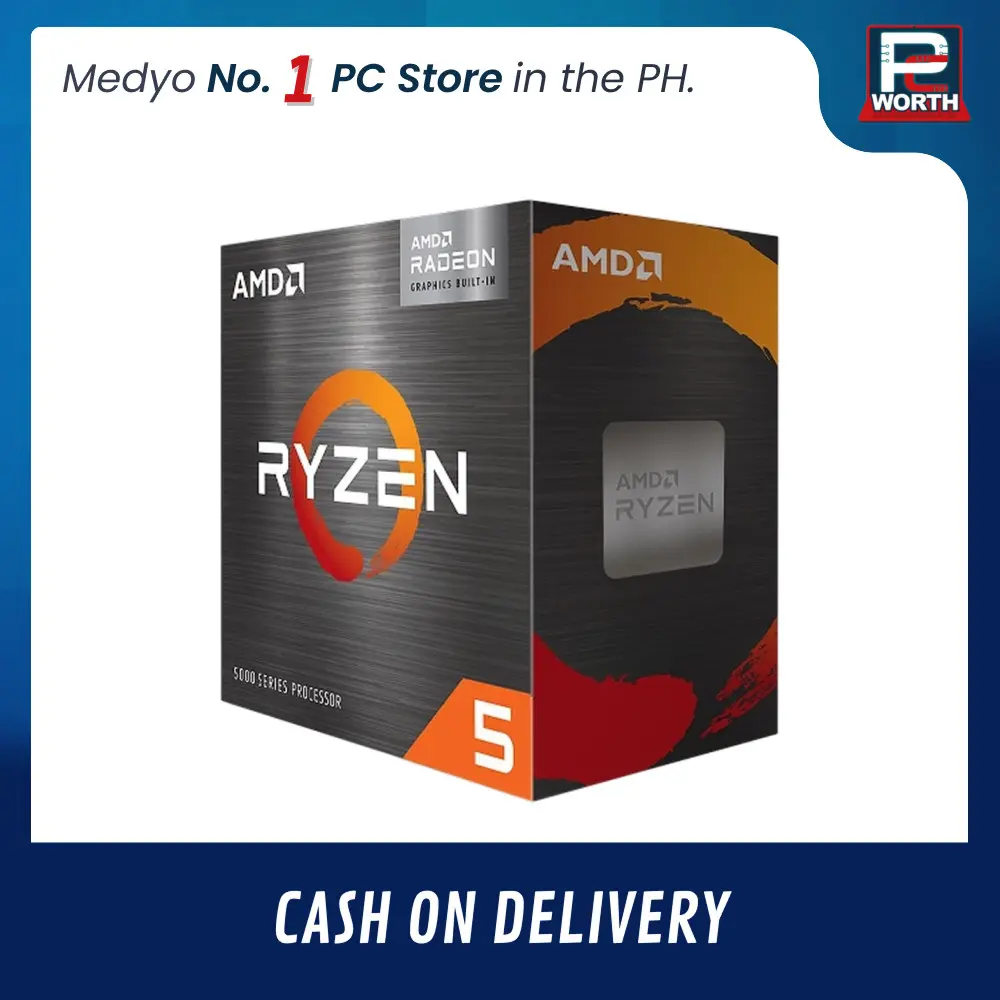 Medyo No. 1 PC Store in the PH.
PC
WORTH
AMD
AMD
RADEON
GRAPHICS BUILT-IN
AMD
RYZEN
AMD
RYZEN
5000 SERIES PROCESSOR
5
CASH ON DELIVERY